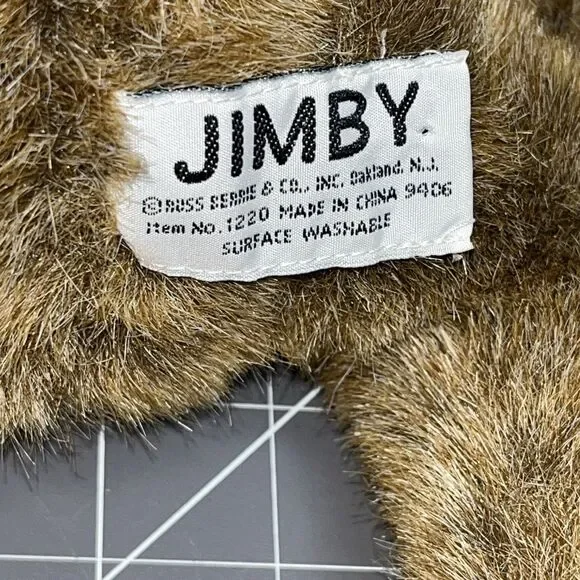 JIMBY.
© RUSS BERRIE & CO., INC. Oakland, N.J.
Item No. 1220 MADE IN CHINA 9406
SURFACE WASHABLE